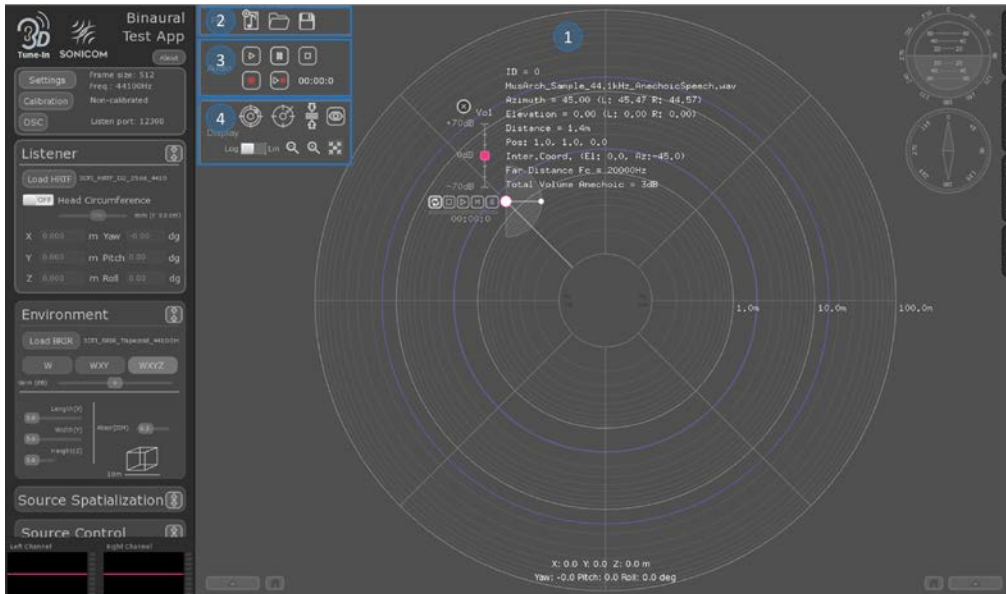 3D
Tune-In
SONICOM
Binaural
Test App
About
Settings
Frame size: 512
Freq.: 44100Hz
Calibration
Non-calibrated
OSC
Listen port: 12300
Listener
Load HRTF
OFF
Head Circumference
X 0.000 m Yaw -0.00 dg
Y 0.000 m Pitch 0.00 dg
Z 0.000 m Roll 0.00 dg
Environment
Load BRIR
W
WXY
WXYZ
Length(X)
Width(Y)
Height(Z)
10m
Source Spatialization
Source Control
Left Channel
Right Channel
2
3
00:00:0
4
Display
Log
Lin
1
ID = 0
MusArch_Sample_44.1kHz_AnechoicSpeech.wav
Azimuth = 45.00 (L: 45.47 R: 44.57)
Elevation = 0.00 (L: 0.00 R: 0.00)
Distance = 1.4m
Pos: 1.0, 1.0, 0.0
Inter.Coord, (El: 0.0, Az:-45.0)
Far Distance Fc = 20000Hz
Total Volume Anechoic = 3dB
Vol
+70dB
0dB
-70dB
00:00:0
1.0m
10.0m
100.0m
X: 0.0 Y: 0.0 Z: 0.0 m
Yaw: -0.0 Pitch: 0.0 Roll: 0.0 deg